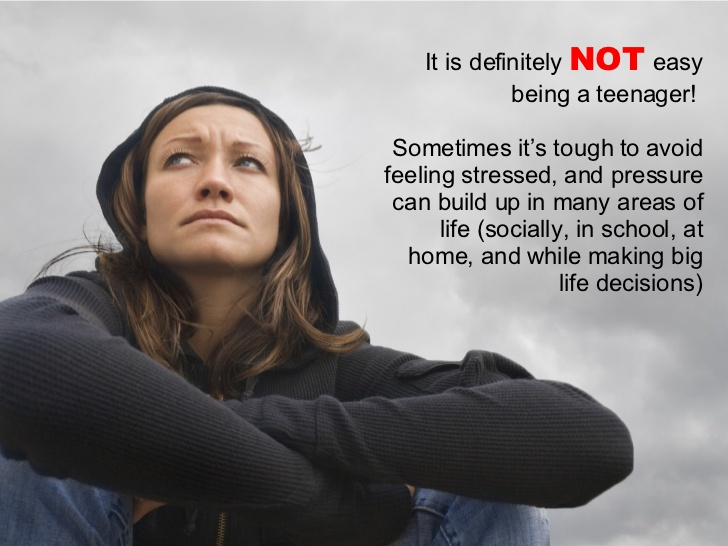 It is definitely NOT easy
being a teenager!
Sometimes it’s tough to avoid
feeling stressed, and pressure
can build up in many areas of
life (socially, in school, at
home, and while making big
life decisions)